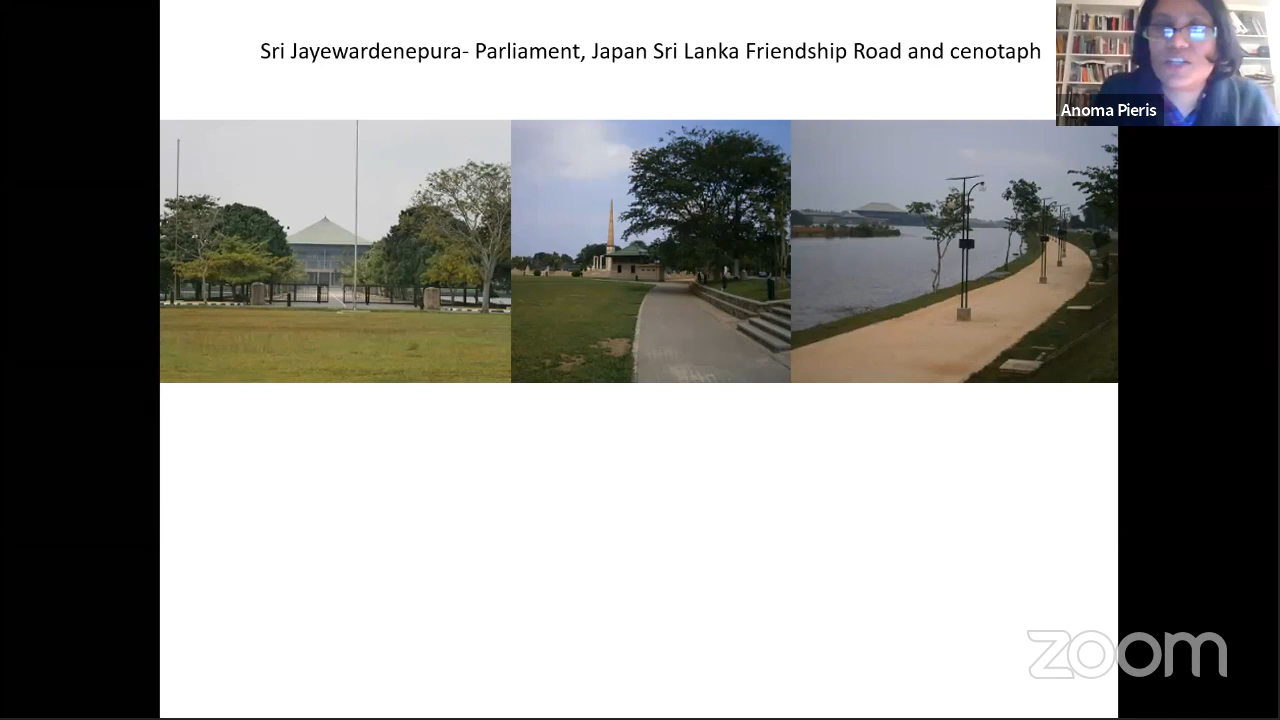 Sri Jayewardenepura- Parliament, Japan Sri Lanka Friendship Road and cenotaph
Anoma Pieris
zoom